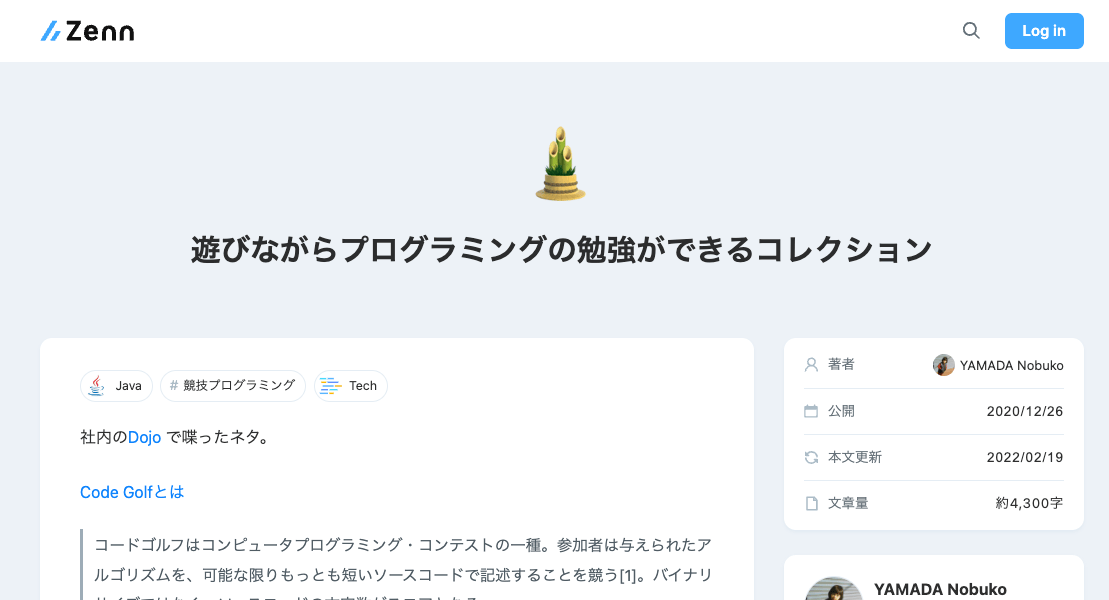 Zenn
Log in
遊びながらプログラミングの勉強ができるコレクション
Java
# 競技プログラミング
Tech
社内のDojo で喋ったネタ。
Code Golfとは
コードゴルフはコンピュータプログラミング・コンテストの一種。参加者は与えられたア
ルゴリズムを、可能な限りもっとも短いソースコードで記述することを競う[1]。バイナリ
著者
YAMADA Nobuko
公開
2020/12/26
本文更新
2022/02/19
文章量
約4,300字
YAMADA Nobuko